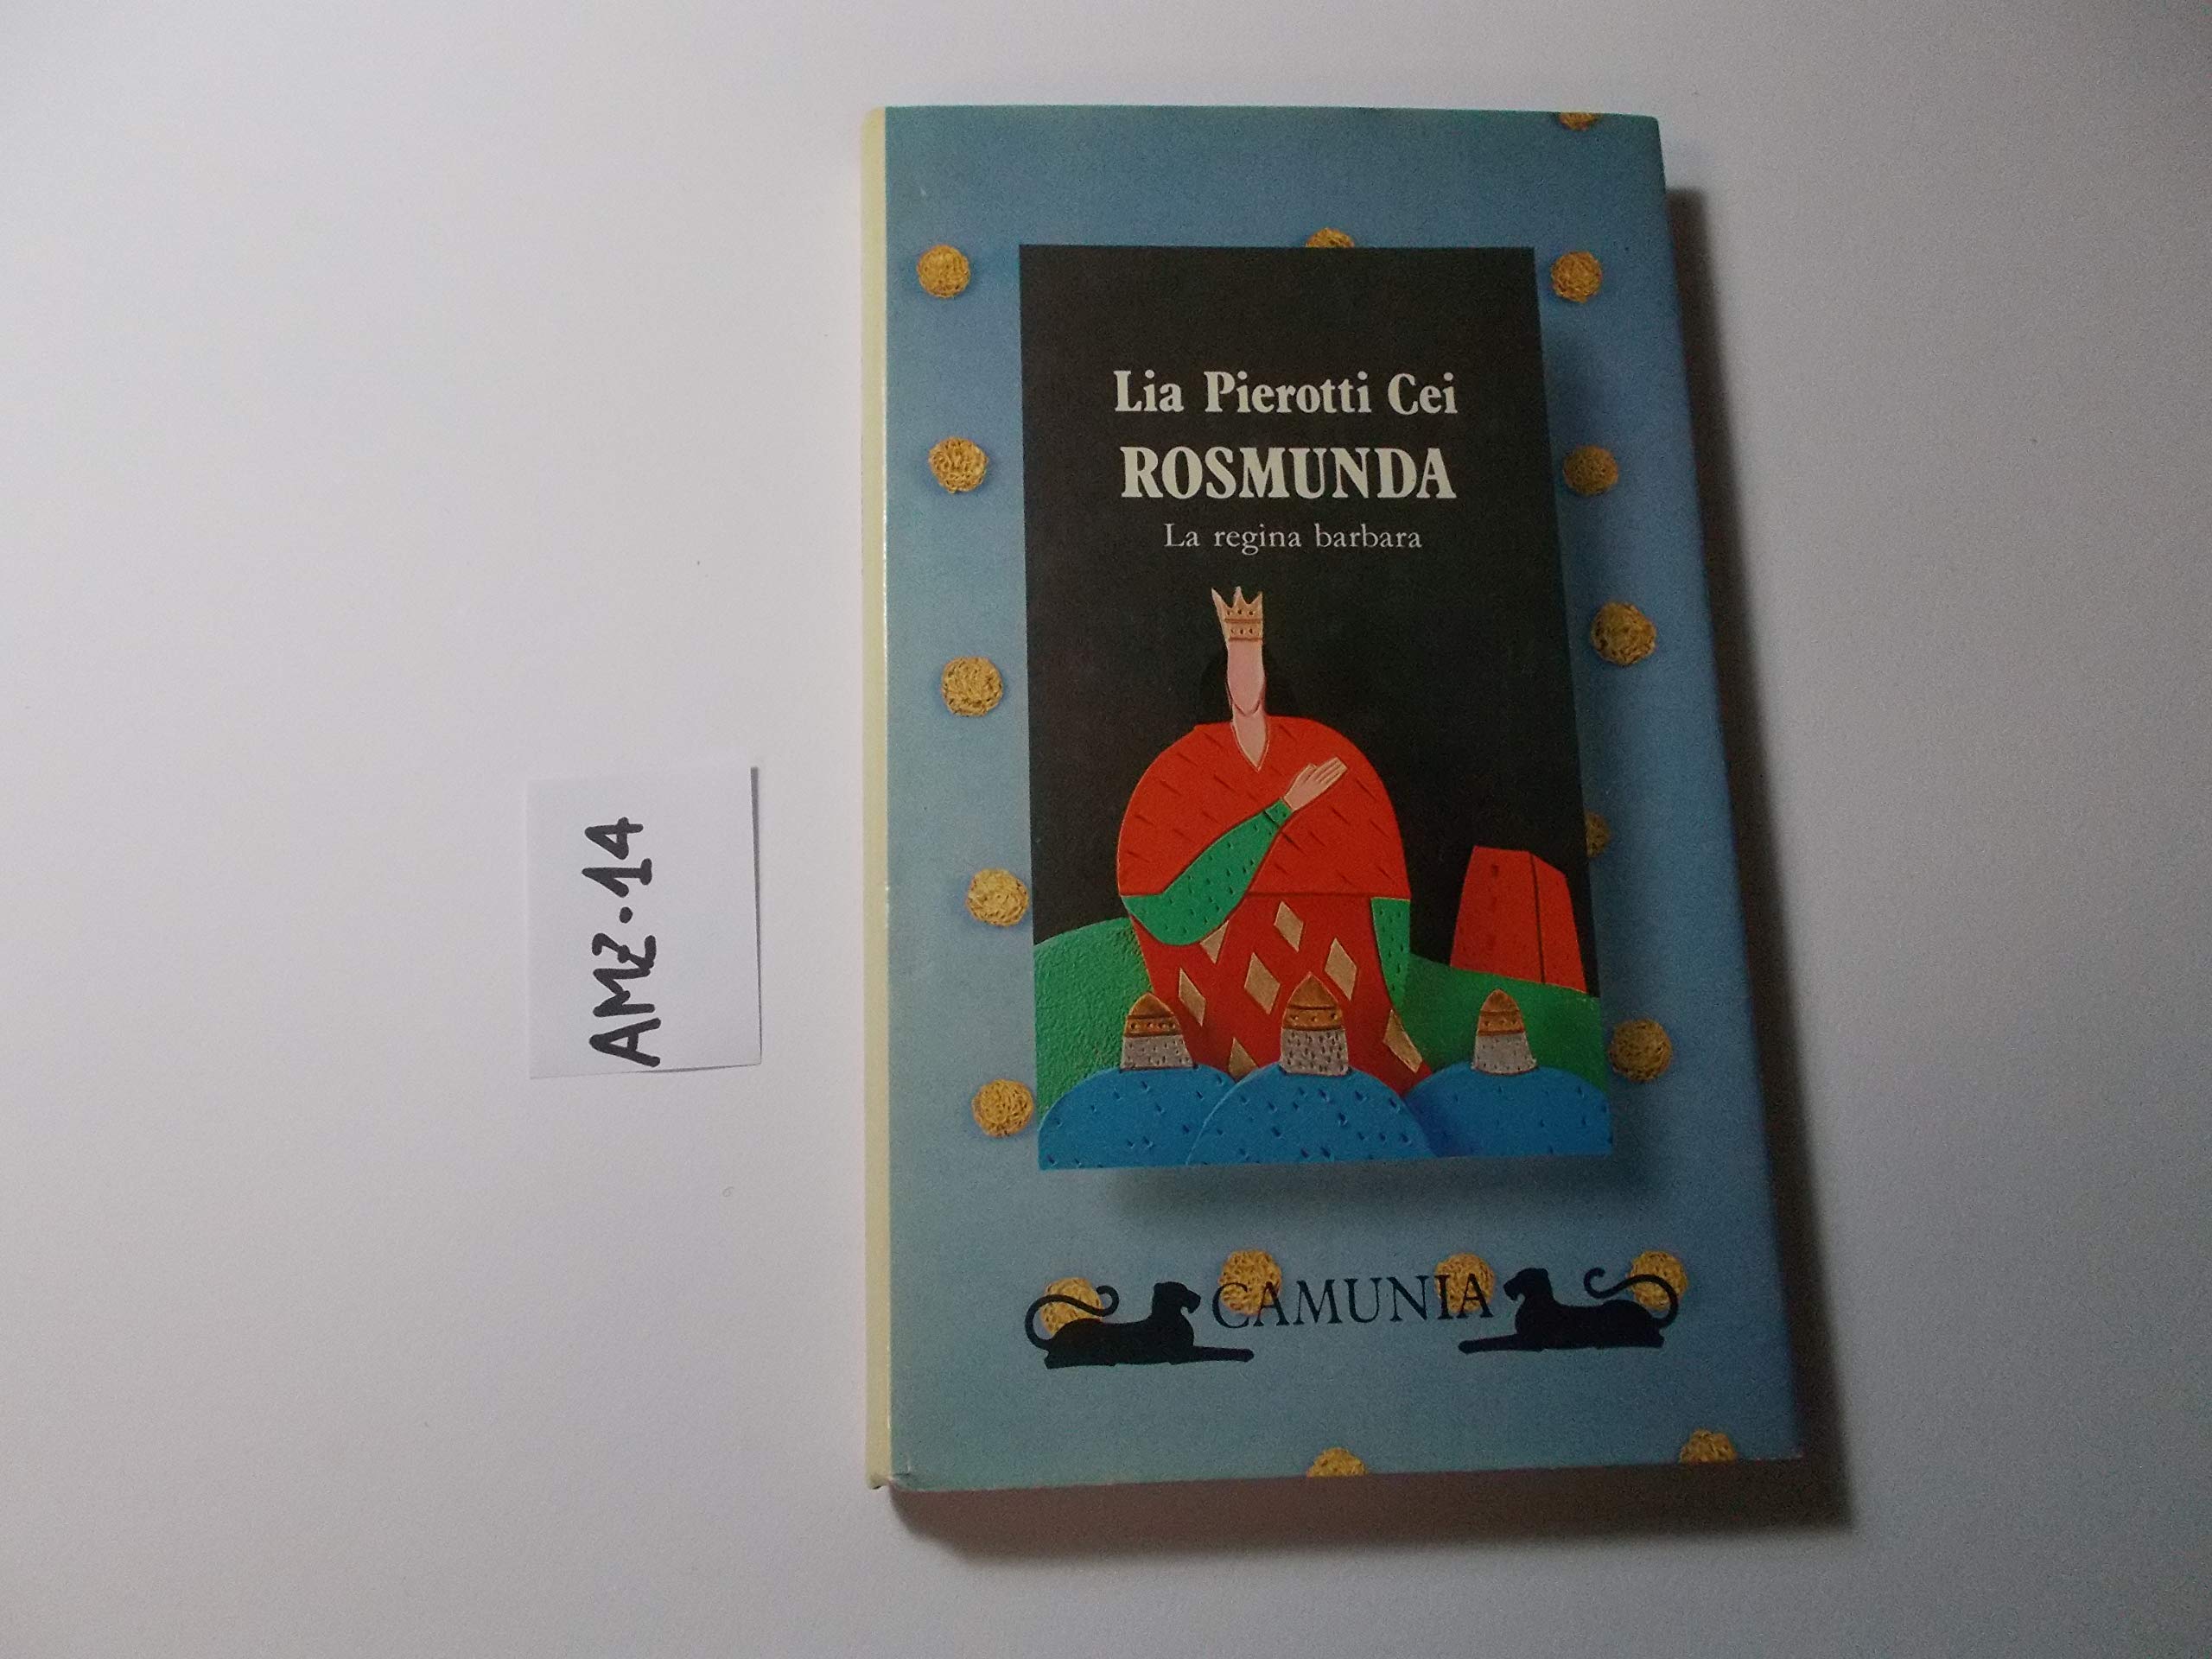 AMZ.14
Lia Pierotti Cei
ROSMUNDA
La regina barbara
CAMUNIA